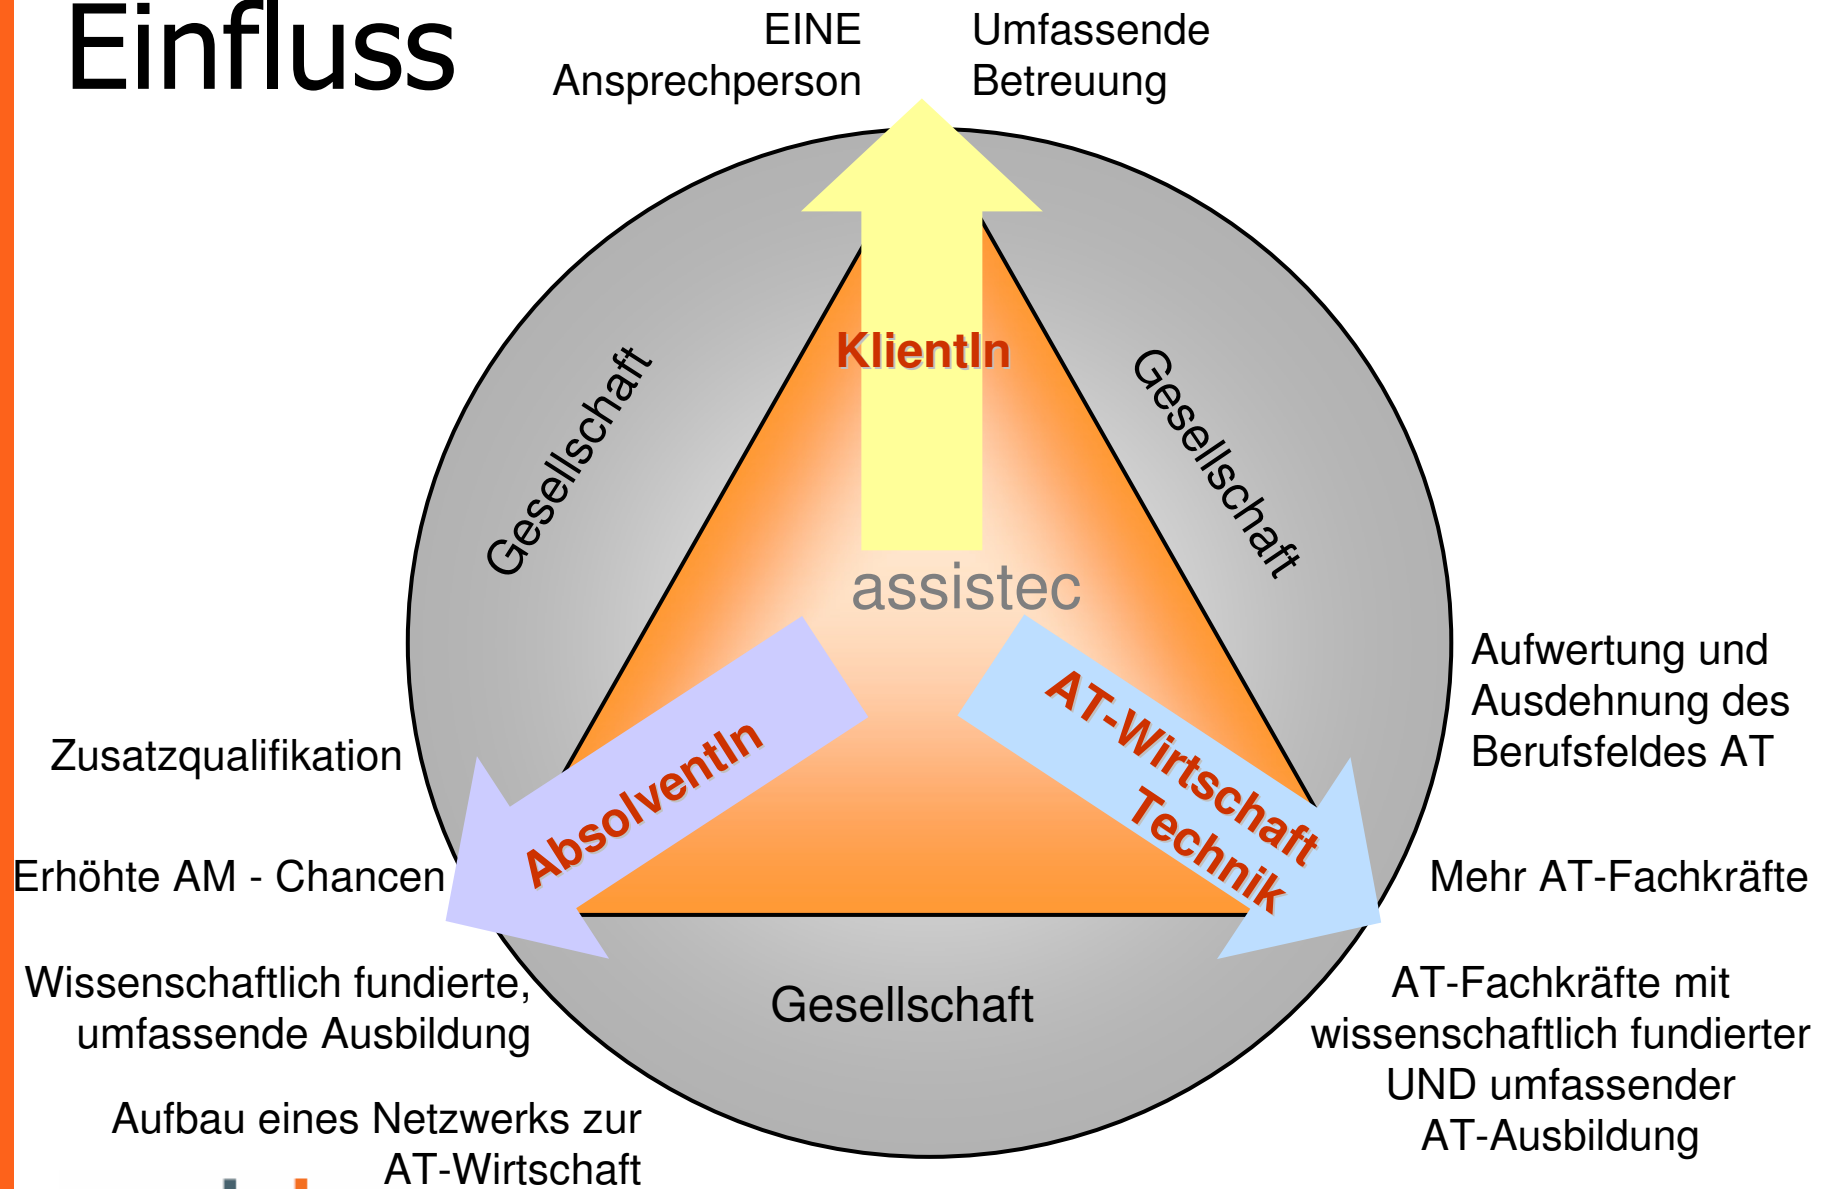 Einfluss
EINE
Ansprechperson
Umfassende
Betreuung
KlientIn
Gesellschaft
Gesellschaft
assistec
AbsolventIn
AT-Wirtschaft
Technik
Gesellschaft
Zusatzqualifikation
Erhöhte AM - Chancen
Wissenschaftlich fundierte,
umfassende Ausbildung
Aufbau eines Netzwerks zur
AT-Wirtschaft
Aufwertung und
Ausdehnung des
Berufsfeldes AT
Mehr AT-Fachkräfte
AT-Fachkräfte mit
wissenschaftlich fundierter
UND umfassender
AT-Ausbildung